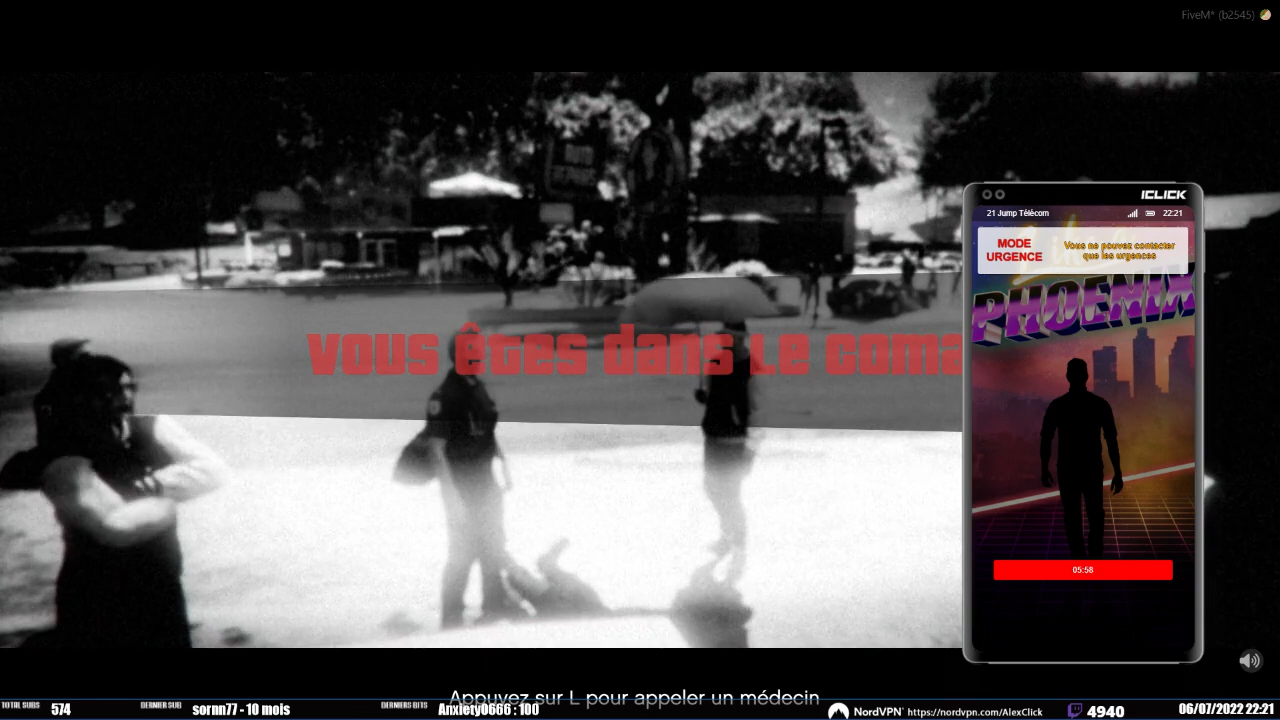 FiveM* (b2545)
ICLICK
21 Jump Télécom
22:21
MODE
URGENCE
Vous ne pouvez contacter
que les urgences
PHOENIX
vous êtes dans le coma
05:58
Appuyez sur L pour appeler un médecin
TOTAL SUBS 574
DERNIER SUB sornn77 - 10 mois
DERNIERS BITS Anxiety0666 : 100
NordVPN® https://nordvpn.com/AlexClick
4940
06/07/2022 22:21